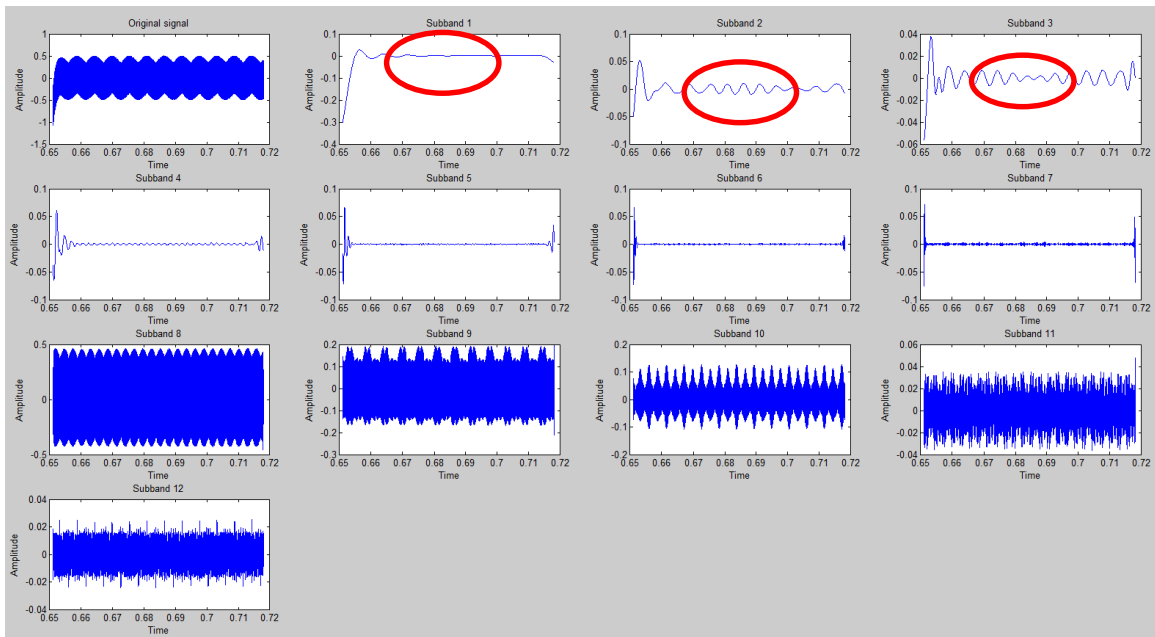 Original signal
Amplitude
1
0.5
0
-0.5
-1
-1.5
0.65 0.66 0.67 0.68 0.69 0.7 0.71 0.72
Time
Subband 1
Amplitude
0.1
0
-0.1
-0.2
-0.3
-0.4
0.65 0.66 0.67 0.68 0.69 0.7 0.71 0.72
Time
Subband 2
Amplitude
0.1
0.05
0
-0.05
-0.1
0.65 0.66 0.67 0.68 0.69 0.7 0.71 0.72
Time
Subband 3
Amplitude
0.04
0.02
0
-0.02
-0.04
-0.06
0.65 0.66 0.67 0.68 0.69 0.7 0.71 0.72
Time
Subband 4
Amplitude
0.1
0.05
0
-0.05
-0.1
0.65 0.66 0.67 0.68 0.69 0.7 0.71 0.72
Time
Subband 5
Amplitude
0.1
0.05
0
-0.05
-0.1
0.65 0.66 0.67 0.68 0.69 0.7 0.71 0.72
Time
Subband 6
Amplitude
0.1
0.05
0
-0.05
-0.1
0.65 0.66 0.67 0.68 0.69 0.7 0.71 0.72
Time
Subband 7
Amplitude
0.1
0.05
0
-0.05
-0.1
0.65 0.66 0.67 0.68 0.69 0.7 0.71 0.72
Time
Subband 8
Amplitude
0.5
0
-0.5
0.65 0.66 0.67 0.68 0.69 0.7 0.71 0.72
Time
Subband 9
Amplitude
0.2
0.1
0
-0.1
-0.2
-0.3
0.65 0.66 0.67 0.68 0.69 0.7 0.71 0.72
Time
Subband 10
Amplitude
0.2
0.1
0
-0.1
-0.2
0.65 0.66 0.67 0.68 0.69 0.7 0.71 0.72
Time
Subband 11
Amplitude
0.06
0.04
0.02
0
-0.02
-0.04
0.65 0.66 0.67 0.68 0.69 0.7 0.71 0.72
Time
Subband 12
Amplitude
0.04
0.02
0
-0.02
-0.04
0.65 0.66 0.67 0.68 0.69 0.7 0.71 0.72
Time